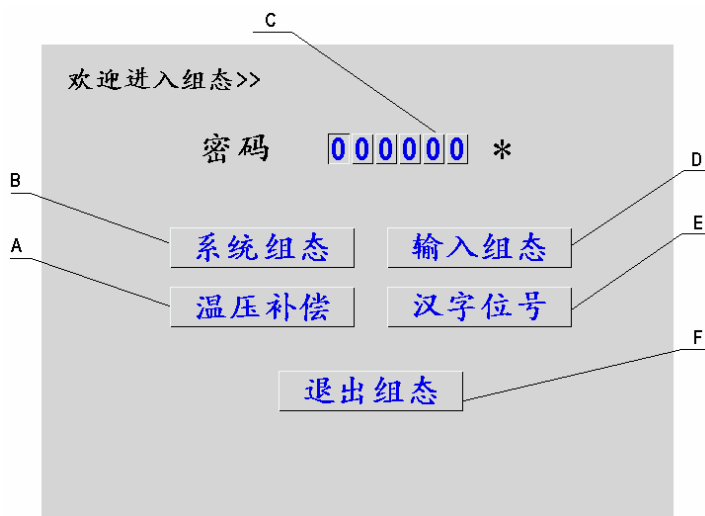 C
欢迎进入组态>>
密码 000000 *
B D
系统组态 输入组态
A E
温压补偿 汉字位号
F
退出组态